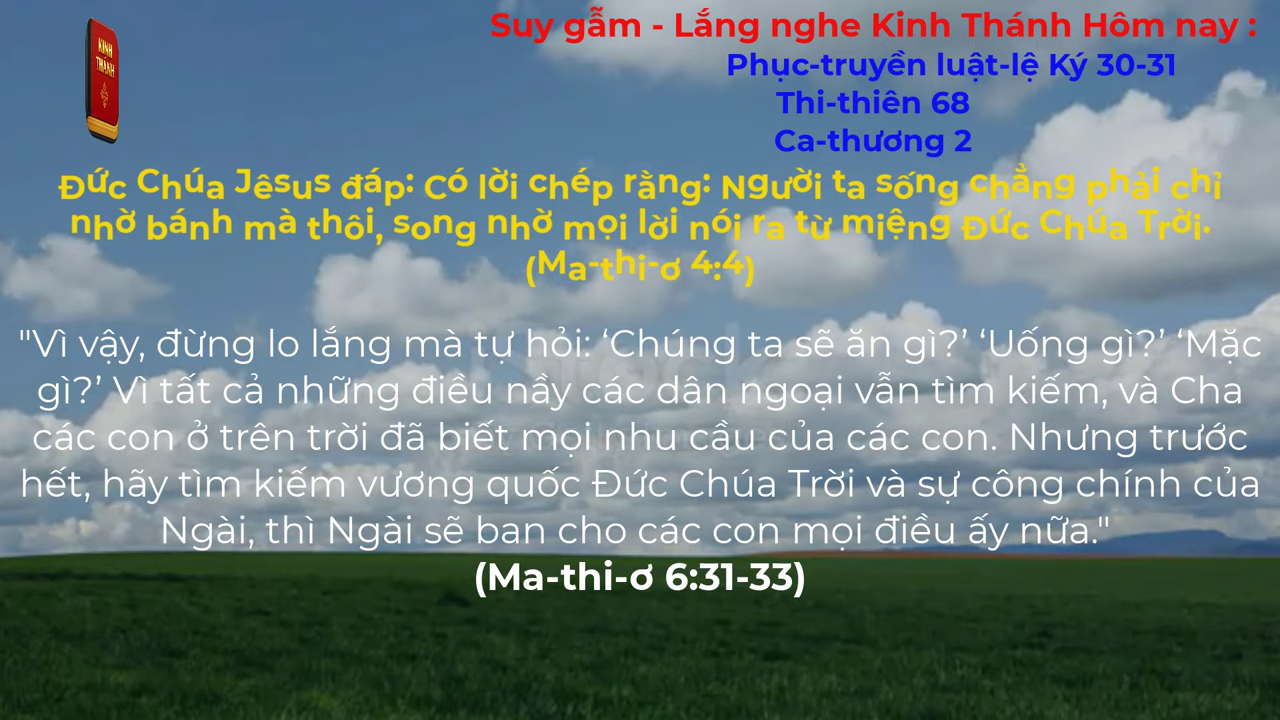 KINH
THÁNH
Suy gẫm - Lắng nghe Kinh Thánh Hôm nay :
Phục-truyền luật-lệ Ký 30-31
Thi-thiên 68
Ca-thương 2
Đức Chúa Jêsus đáp: Có lời chép rằng: Người ta sống chẳng phải chỉ
nhờ bánh mà thôi, song nhờ mọi lời nói ra từ miệng Đức Chúa Trời.
(Ma-thi-ơ 4:4)
"Vì vậy, đừng lo lắng mà tự hỏi: ‘Chúng ta sẽ ăn gì?’ ‘Uống gì?’ ‘Mặc
gì?’ Vì tất cả những điều nầy các dân ngoại vẫn tìm kiếm, và Cha
các con ở trên trời đã biết mọi nhu cầu của các con. Nhưng trước
hết, hãy tìm kiếm vương quốc Đức Chúa Trời và sự công chính của
Ngài, thì Ngài sẽ ban cho các con mọi điều ấy nữa."
(Ma-thi-ơ 6:31-33)